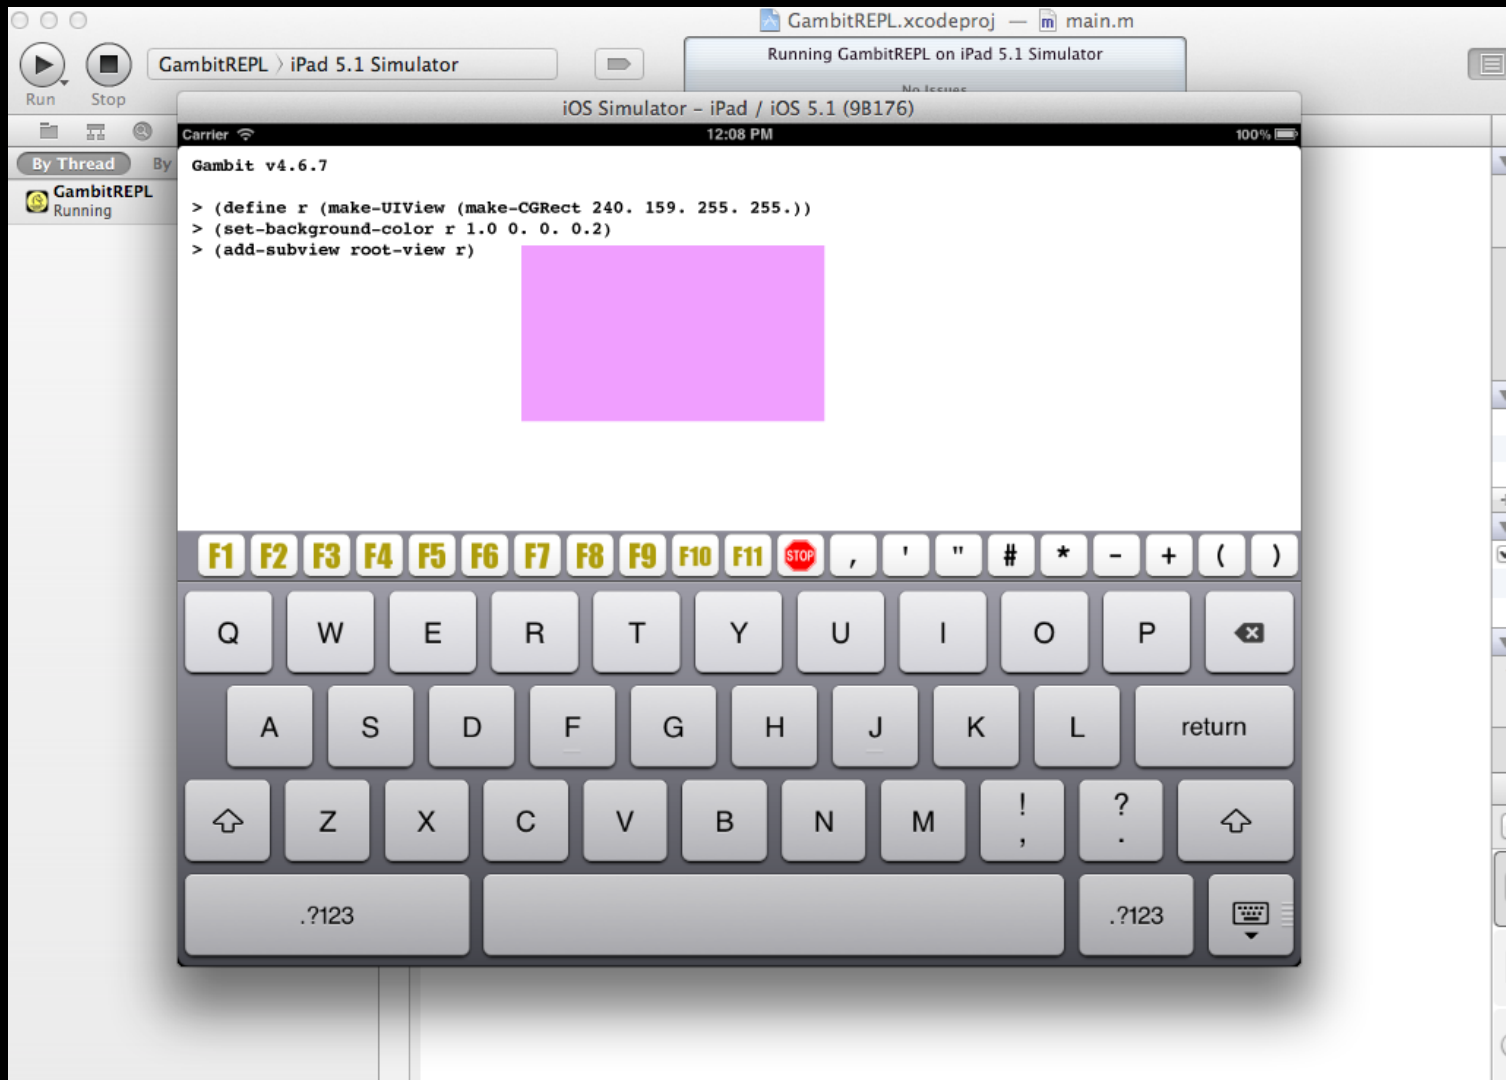 GambitREPL.xcodeproj — main.m
Run
Stop
GambitREPL 〉 iPad 5.1 Simulator
Running GambitREPL on iPad 5.1 Simulator
No Issues
iOS Simulator – iPad / iOS 5.1 (9B176)
Carrier 12:08 PM 100%
By Thread By
GambitREPL
Running
Gambit v4.6.7
> (define r (make-UIView (make-CGRect 240. 159. 255. 255.))
> (set-background-color r 1.0 0. 0. 0.2)
> (add-subview root-view r)
F1 F2 F3 F4 F5 F6 F7 F8 F9 F10 F11 STOP , ' " # * - + ( )
Q W E R T Y U I O P
A S D F G H J K L return
Z X C V B N M ! , ? .
.?123 .?123